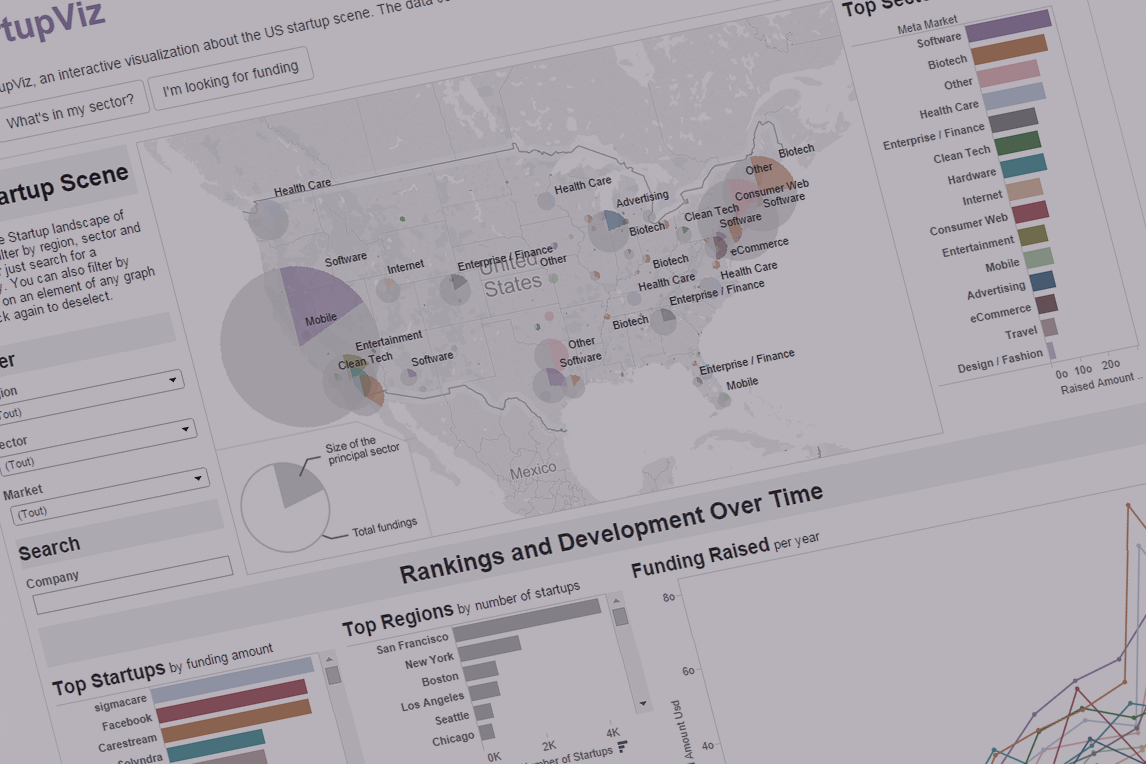 tupViz
upViz, an interactive visualization about the US startup scene. The data
What's in my sector?
I'm looking for funding
artup Scene
e Startup landscape of
ilter by region, sector and
r just search for a
y. You can also filter by
on an element of any graph
ck again to deselect.
er
gion
(Tout)
ector
(Tout)
Market
(Tout)
Search
Company
Health Care
Software
Mobile
Internet
Entertainment
Clean Tech
Software
Enterprise / Finance
Other
United
States
Health Care
Advertising
Biotech
Clean Tech
Software
Consumer Web
Software
Other
Biotech
eCommerce
Biotech
Health Care
Health Care
Enterprise / Finance
Biotech
Other
Software
Enterprise / Finance
Mobile
Mexico
Size of the
principal sector
Total fundings
Top Sect
Meta Market
Software
Biotech
Other
Health Care
Enterprise / Finance
Clean Tech
Hardware
Internet
Consumer Web
Entertainment
Mobile
Advertising
eCommerce
Travel
Design / Fashion
0o 10o 20o
Raised Amount ...
Rankings and Development Over Time
Top Startups by funding amount
sigmacare
Facebook
Carestream
Solyndra
Top Regions by number of startups
San Francisco
New York
Boston
Los Angeles
Seattle
Chicago
0K 2K 4K
Number of Startups
Funding Raised per year
8o
6o
4o
Amount Usd